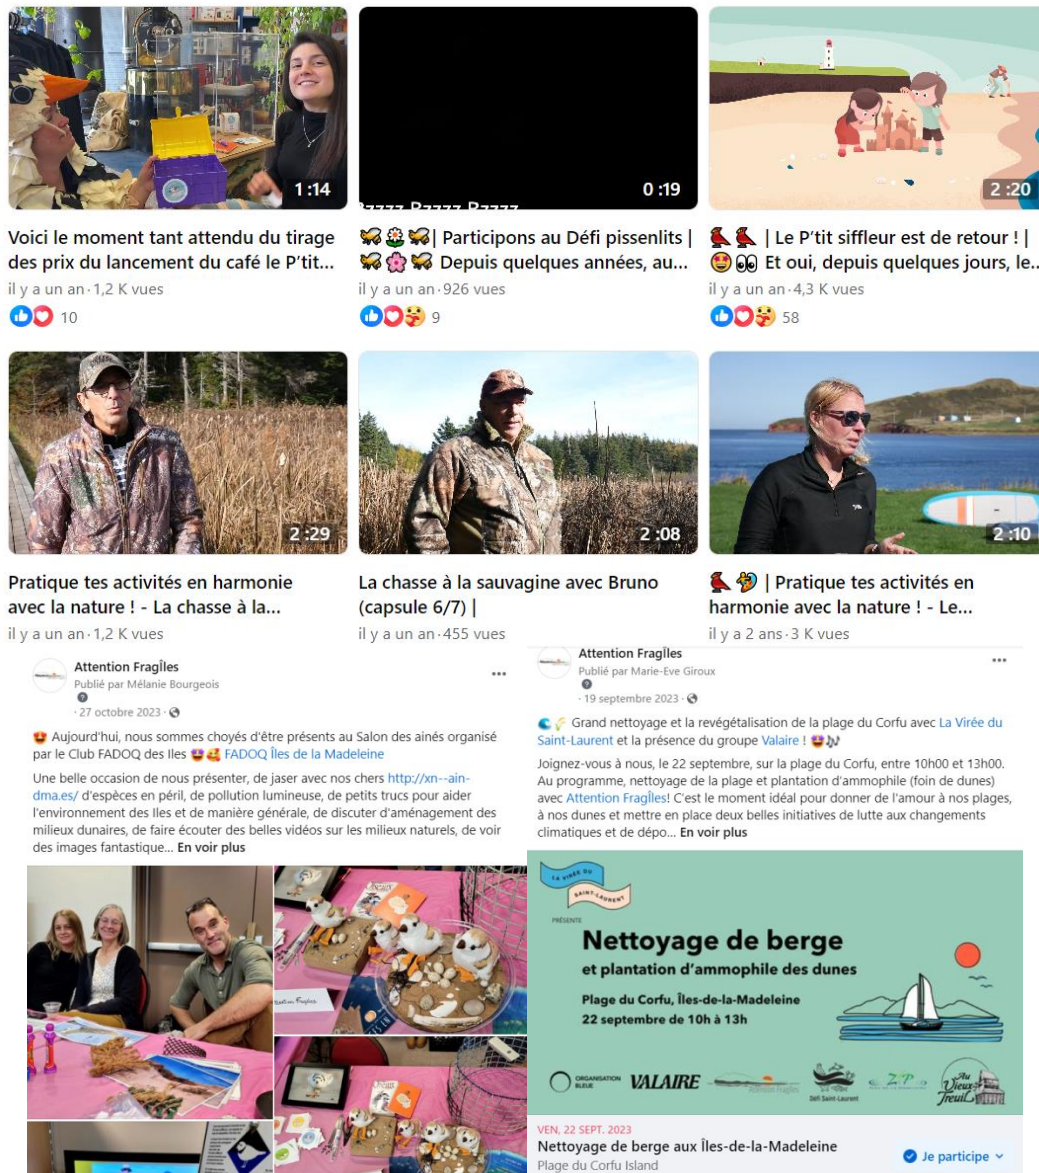 1:14
0:19
2:20
Bzzzz Bzzzz Bzzzz
Voici le moment tant attendu du tirage
des prix du lancement du café le P'tit...
il y a un an · 1,2 K vues
10
🐝🌼🐝| Participons au Défi pissenlits |
🐝🌸🐝 Depuis quelques années, au...
il y a un an · 926 vues
9
| Le P'tit siffleur est de retour ! |
🤩👀 Et oui, depuis quelques jours, le...
il y a un an · 4,3 K vues
58
2:29
2:08
2:10
Pratique tes activités en harmonie
avec la nature ! - La chasse à la...
il y a un an · 1,2 K vues
La chasse à la sauvagine avec Bruno
(capsule 6/7) |
il y a un an · 455 vues
| Pratique tes activités en
harmonie avec la nature ! - Le...
il y a 2 ans · 3 K vues
Attention FragÎles
Publié par Mélanie Bourgeois
· 27 octobre 2023 ·
🤩 Aujourd'hui, nous sommes choyés d'être présents au Salon des ainés organisé
par le Club FADOQ des Iles 🤩🥰 FADOQ Îles de la Madeleine
Une belle occasion de nous présenter, de jaser avec nos chers http://xn--ain-
dma.es/ d'espèces en péril, de pollution lumineuse, de petits trucs pour aider
l'environnement des Iles et de manière générale, de discuter d'aménagement des
milieux dunaires, de faire écouter des belles vidéos sur les milieux naturels, de voir
des images fantastique... En voir plus
Attention FragÎles
Publié par Marie-Eve Giroux
· 19 septembre 2023 ·
🌊🌾 Grand nettoyage et la revégétalisation de la plage du Corfu avec La Virée du
Saint-Laurent et la présence du groupe Valaire ! 🤩🎶
Joignez-vous à nous, le 22 septembre, sur la plage du Corfu, entre 10h00 et 13h00.
Au programme, nettoyage de la plage et plantation d'ammophile (foin de dunes)
avec Attention FragÎles! C'est le moment idéal pour donner de l'amour à nos plages,
à nos dunes et mettre en place deux belles initiatives de lutte aux changements
climatiques et de dépo... En voir plus
LA VIRÉE DU
SAINT-LAURENT
PRÉSENTE
Nettoyage de berge
et plantation d'ammophile des dunes
Plage du Corfu, Îles-de-la-Madeleine
22 septembre de 10h à 13h
ORGANISATION
BLEUE
VALAIRE
Attention FragÎles
Défi Saint-Laurent
ZIP
Au
Vieux
Treuil
VEN, 22 SEPT. 2023
Nettoyage de berge aux Îles-de-la-Madeleine
Plage du Corfu Island
Je participe